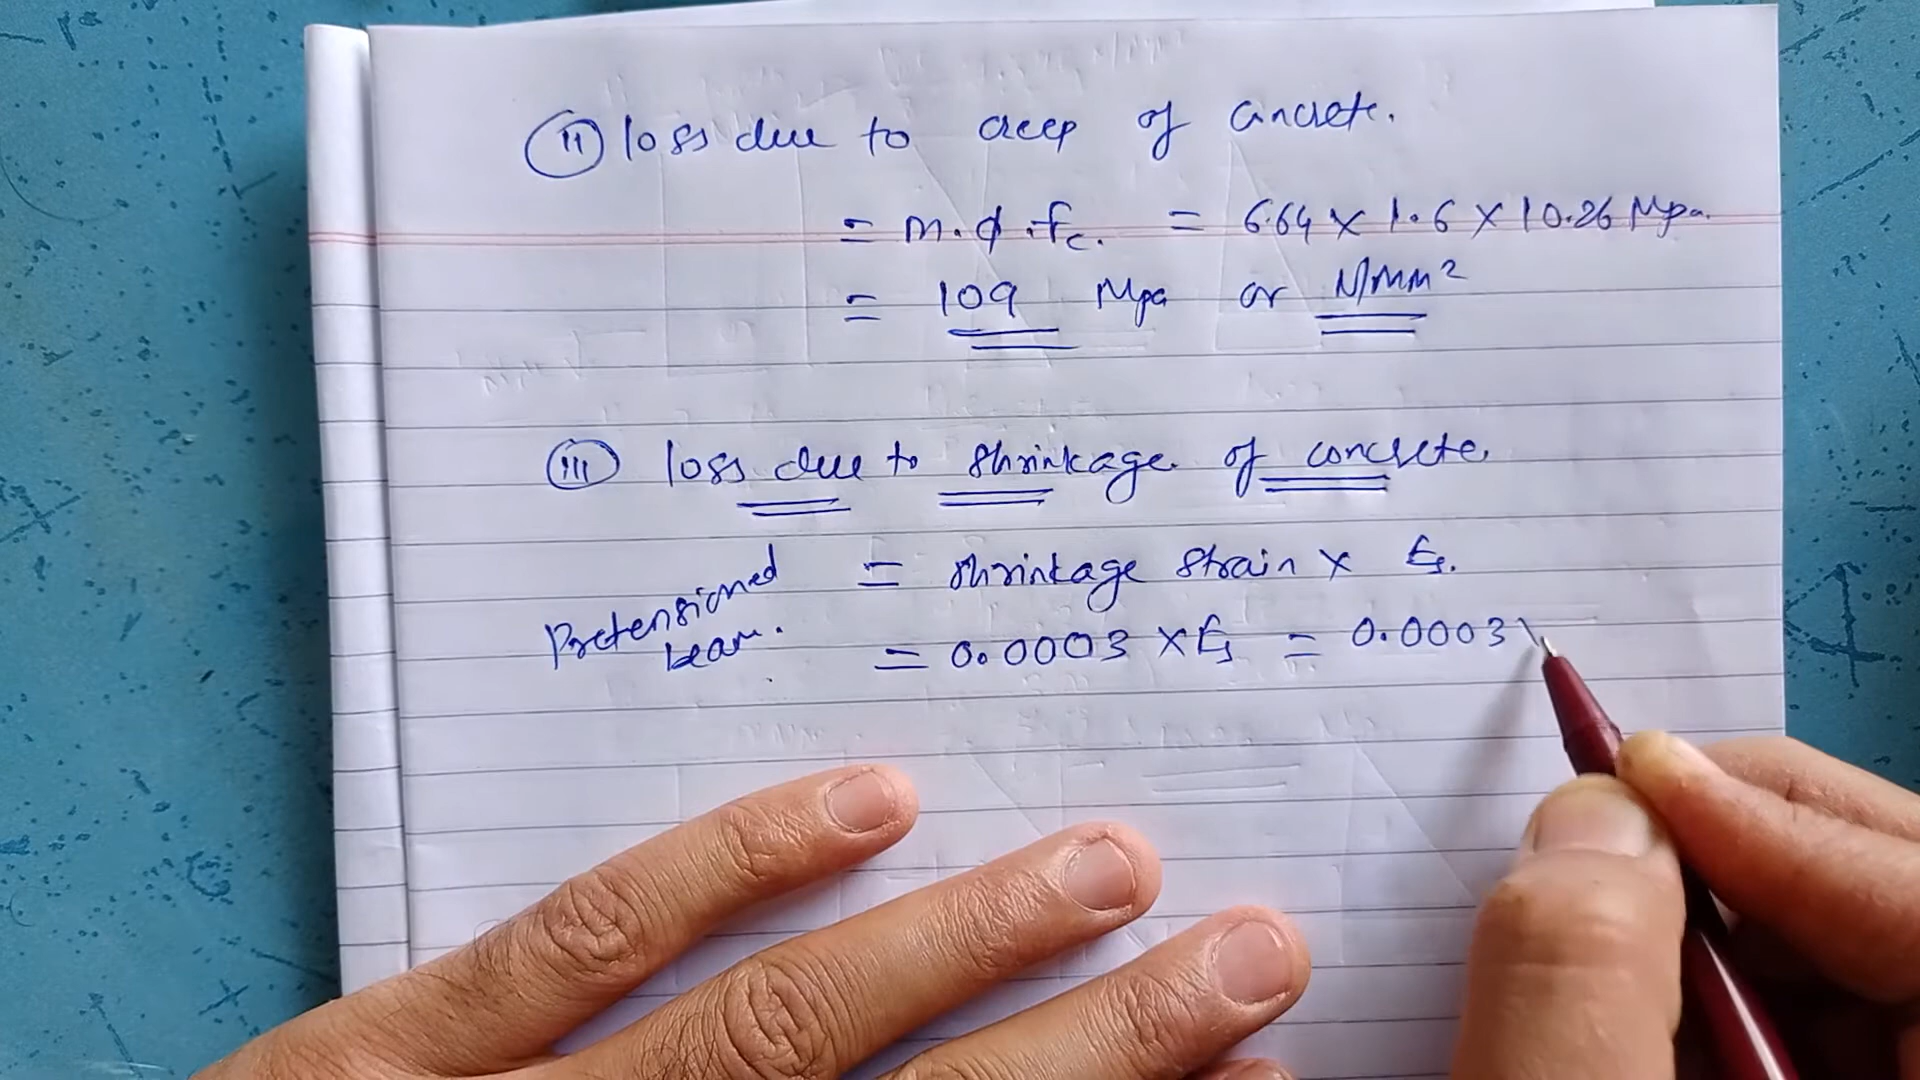 (ii) loss due to creep of concrete.
= m.φ.fc. = 6.64 × 1.6 × 10.26 Mpa.
= 109 Mpa or N/mm²
(iii) loss due to shrinkage of concrete.
Pretensioned beam. = shrinkage strain × Es.
= 0.0003 × Es = 0.0003